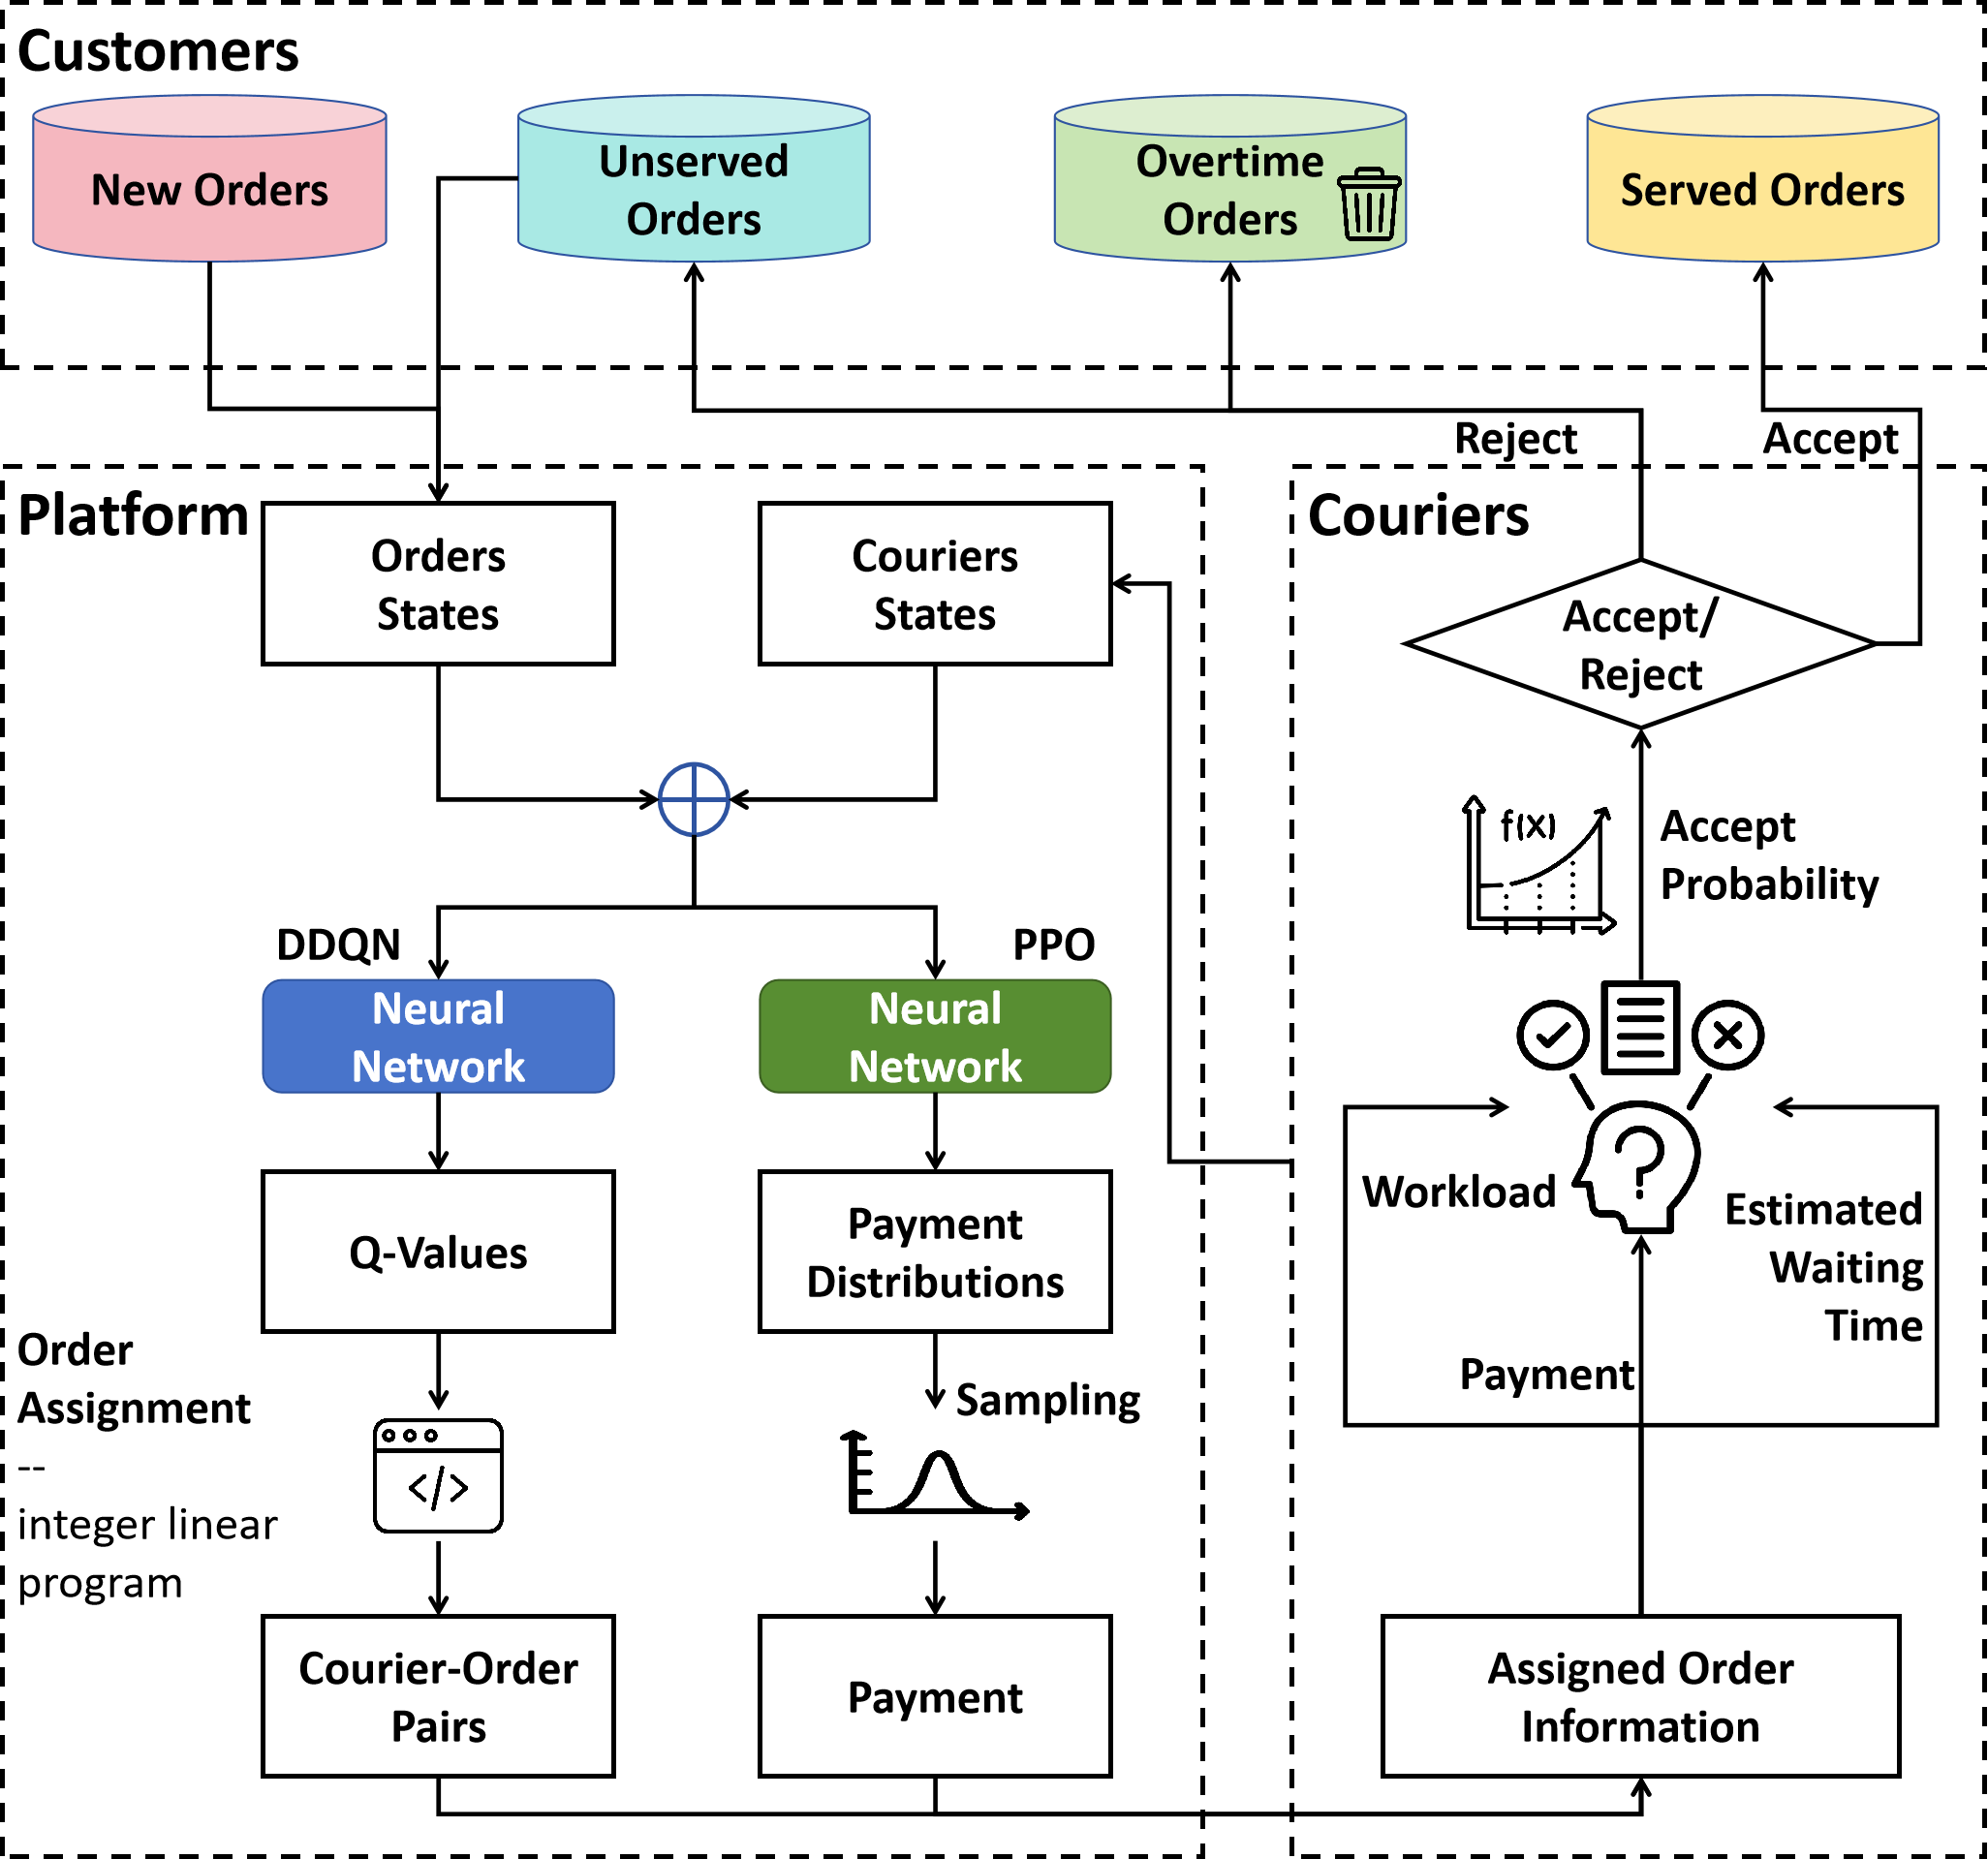 Customers
New Orders
Unserved
Orders
Overtime
Orders
Served Orders
Reject
Accept
Platform
Orders
States
Couriers
States
DDQN
PPO
Neural
Network
Neural
Network
Q-Values
Payment
Distributions
Order
Assignment
--
integer linear
program
</>
Sampling
Courier-Order
Pairs
Payment
Couriers
Accept/
Reject
f(x)
Accept
Probability
?
Workload
Estimated
Waiting
Time
Payment
Assigned Order
Information